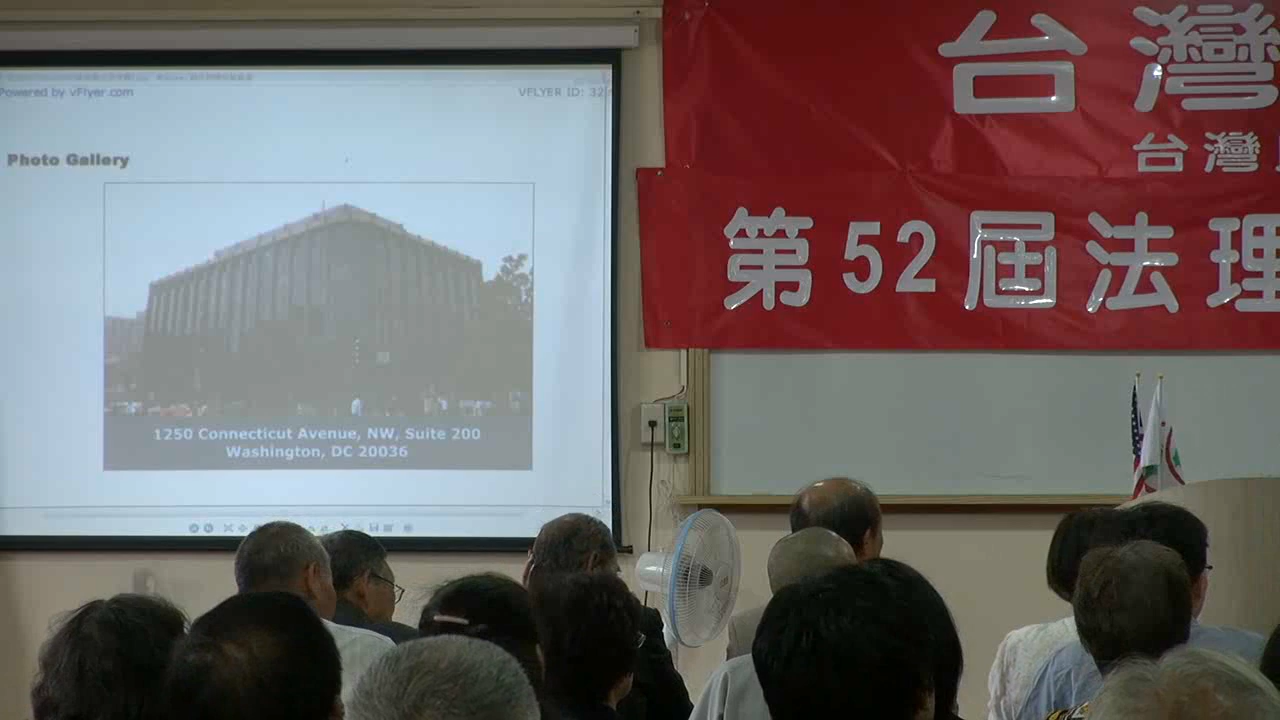 Powered by vFlyer.com
VFLYER ID: 32
Photo Gallery
1250 Connecticut Avenue, NW, Suite 200
Washington, DC 20036
台灣
台灣
第52屆法理